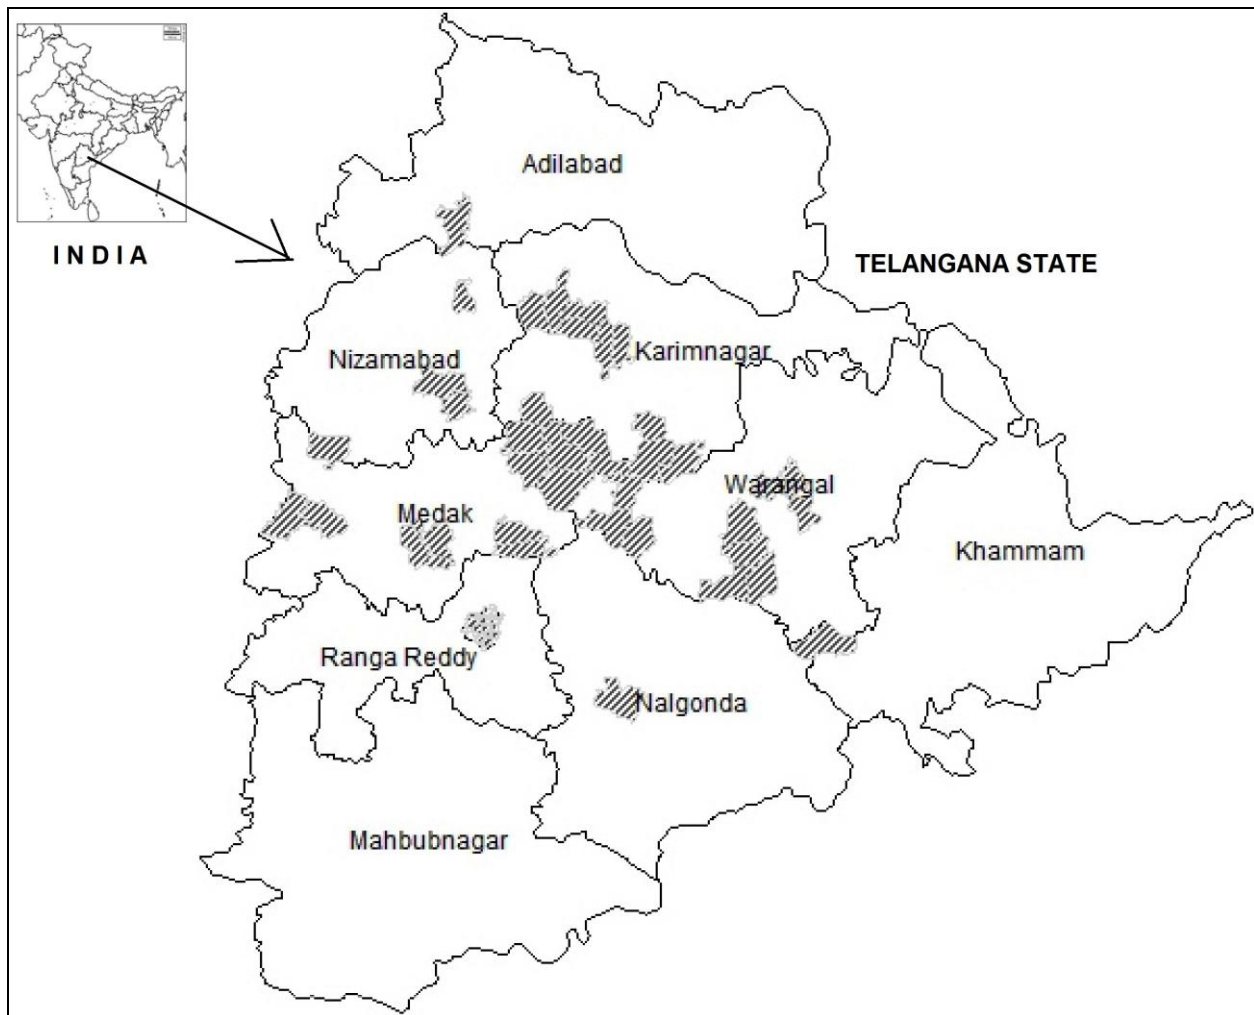 Adilabad
INDIA
TELANGANA STATE
Nizamabad
Karimnagar
Warangal
Medak
Khammam
Ranga Reddy
Nalgonda
Mahbubnagar